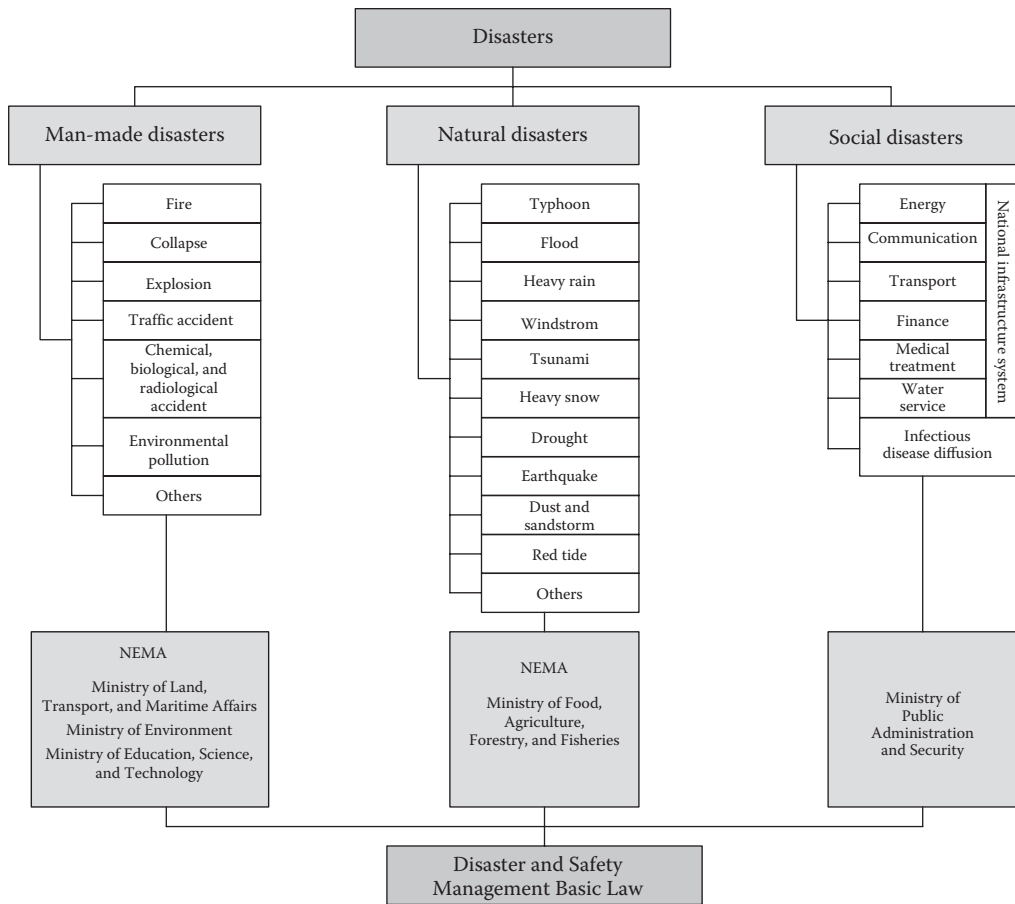 Disasters
Man-made disasters
Natural disasters
Social disasters
Fire
Collapse
Explosion
Traffic accident
Chemical,
biological, and
radiological
accident
Environmental
pollution
Others
Typhoon
Flood
Heavy rain
Windstrom
Tsunami
Heavy snow
Drought
Earthquake
Dust and
sandstorm
Red tide
Others
Energy
Communication
Transport
Finance
Medical
treatment
Water
service
National infrastructure system
Infectious
disease diffusion
NEMA
Ministry of Land,
Transport, and Maritime Affairs
Ministry of Environment
Ministry of Education, Science,
and Technology
NEMA
Ministry of Food,
Agriculture,
Forestry, and Fisheries
Ministry of
Public
Administration
and Security
Disaster and Safety
Management Basic Law